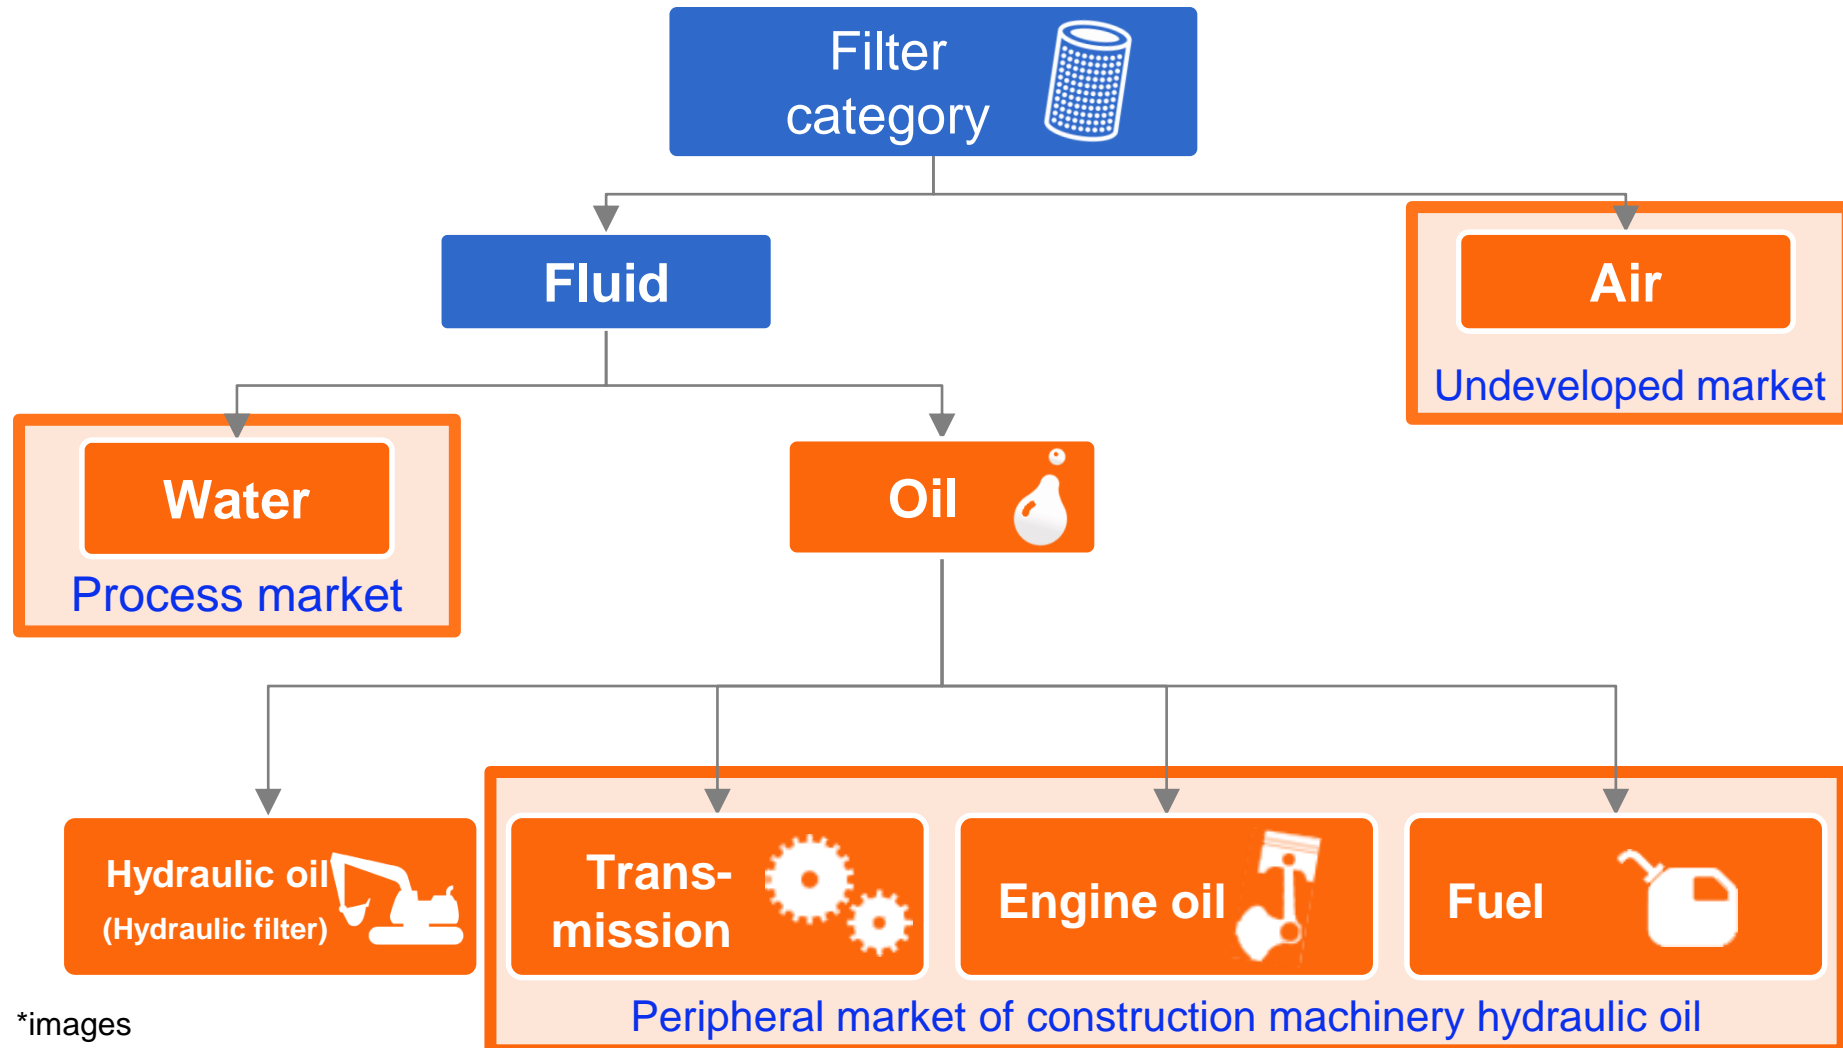 Filter
category
Fluid
Air
Undeveloped market
Water
Process market
Oil
Hydraulic oil
(Hydraulic filter)
Trans-
mission
Engine oil
Fuel
Peripheral market of construction machinery hydraulic oil
*images